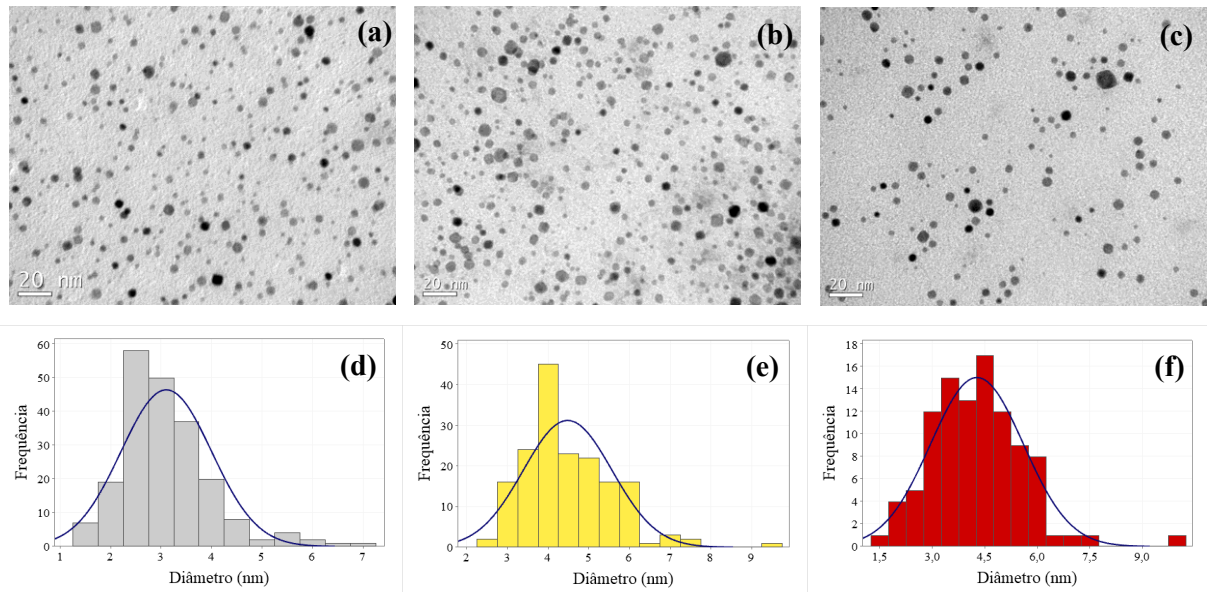 (a)
20 nm
(b)
20 nm
(c)
20 nm
(d)
Frequência
60
50
40
30
20
10
0
1 2 3 4 5 6 7
Diâmetro (nm)
(e)
Frequência
50
40
30
20
10
0
2 3 4 5 6 7 8 9
Diâmetro (nm)
(f)
Frequência
18
16
14
12
10
8
6
4
2
0
1,5 3,0 4,5 6,0 7,5 9,0
Diâmetro (nm)